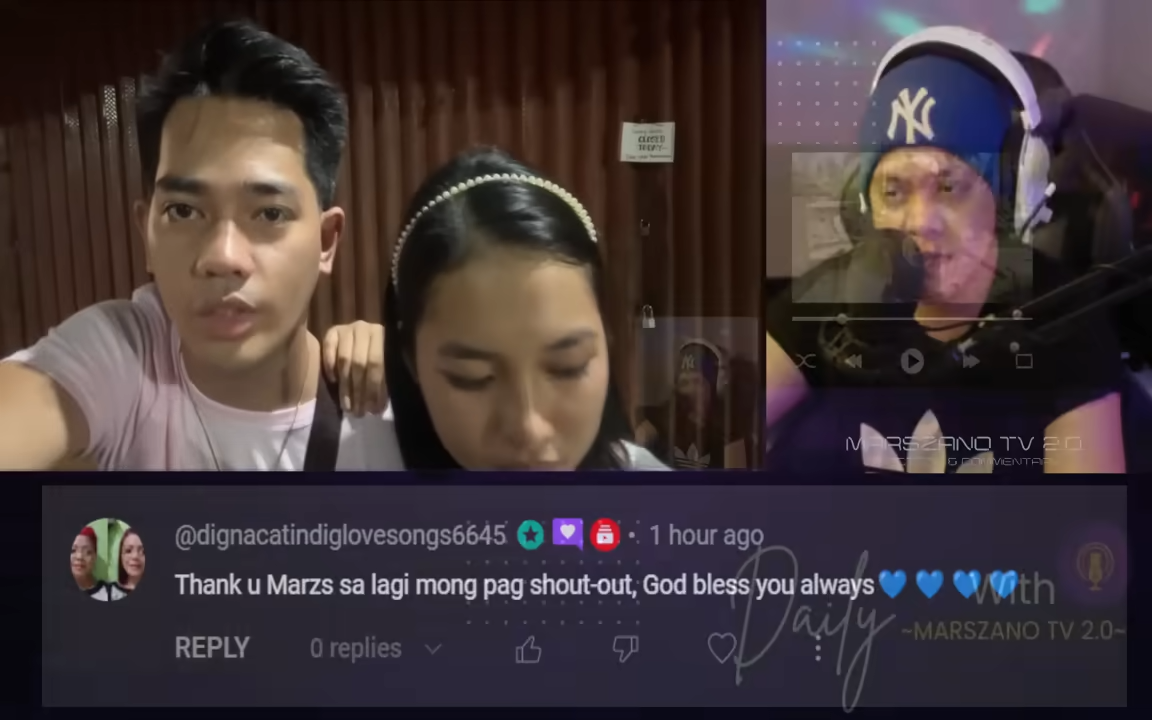 CLOSED
TODAY
NY
MARSZANO TV 2.0
@dignacatindiglovesongs6645 • 1 hour ago
Thank u Marzs sa lagi mong pag shout-out, God bless you always💙 💙 💙 💙
With
Daily
~MARSZANO TV 2.0~
REPLY 0 replies